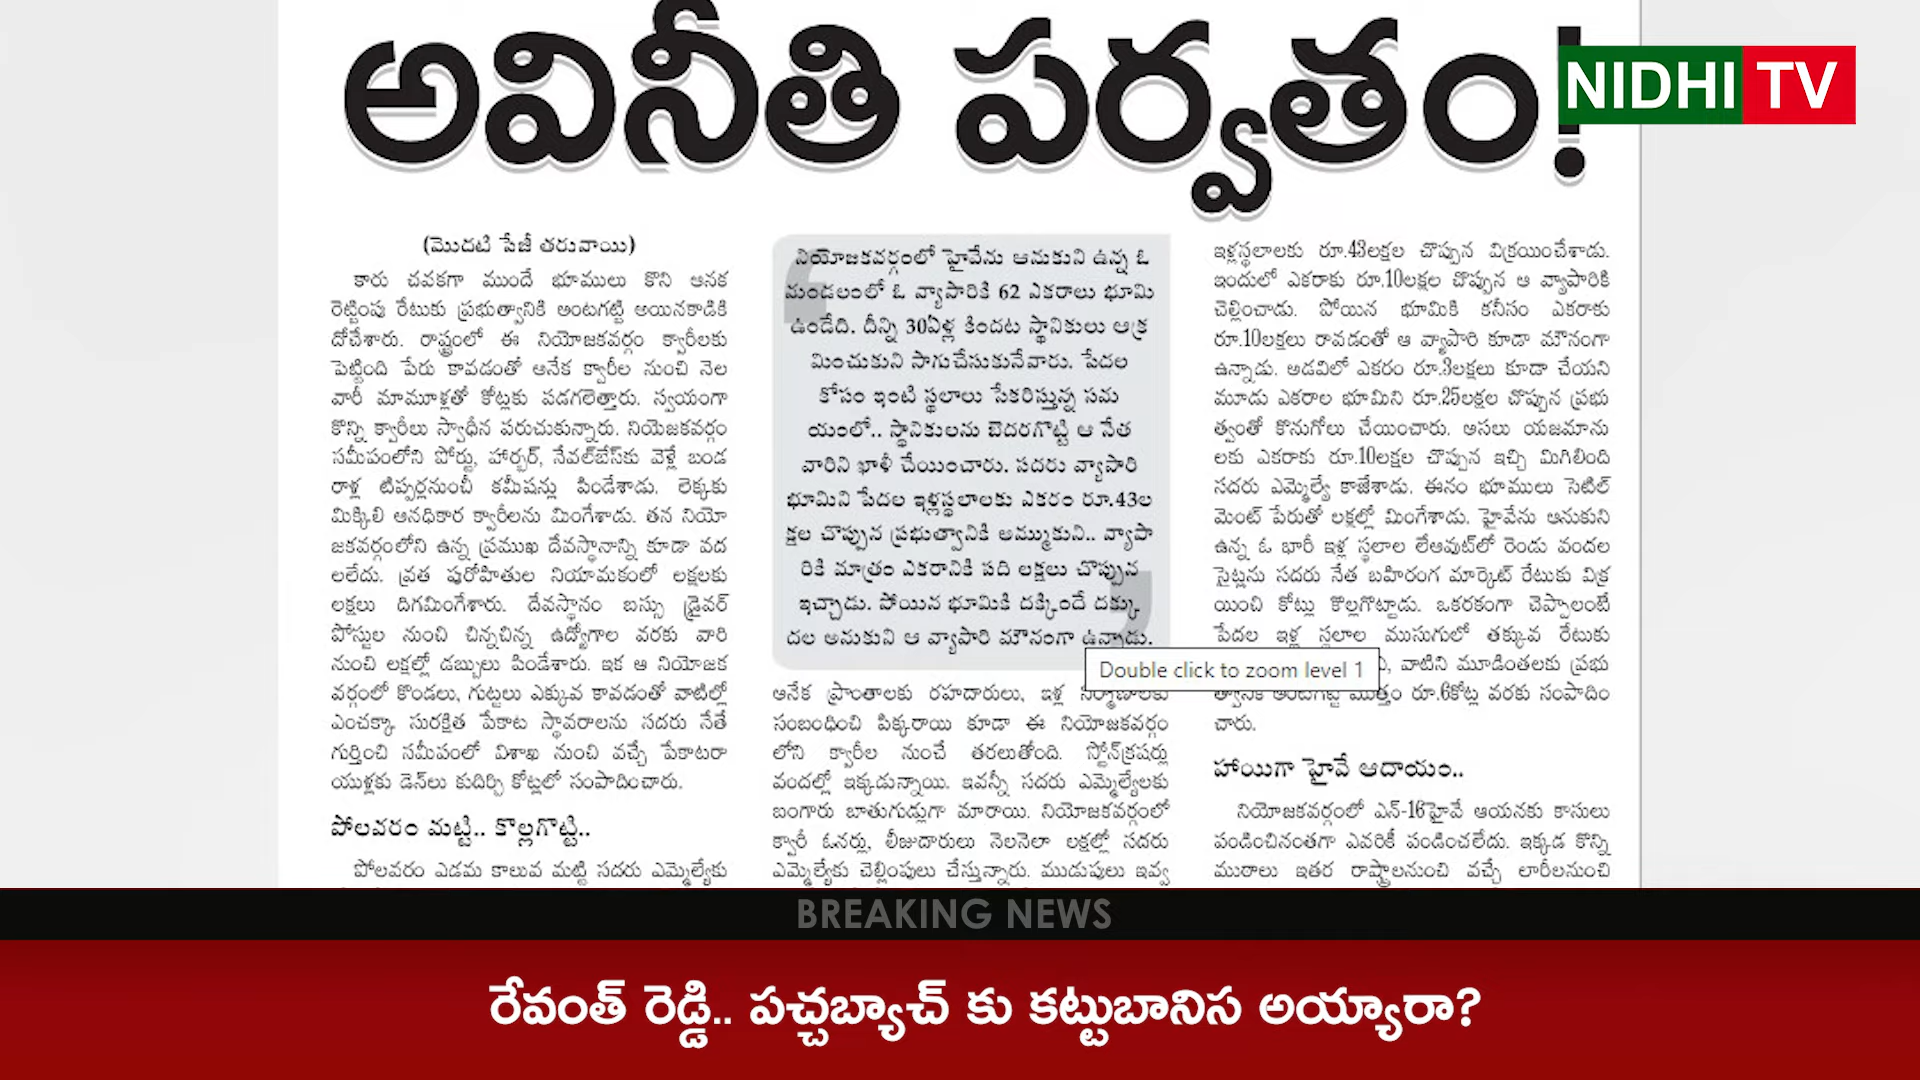 అవినీతి పర్వతం!
NIDHI TV
(మొదటి పేజీ తరువాయి)
కారు చవకగా ముందే భూములు కొని ఆనక
రెట్టింపు రేటుకు ప్రభుత్వానికి అంటగట్టి అయినకాడికి
దోచేశారు. రాష్ట్రంలో ఈ నియోజకవర్గం క్వారీలకు
పెట్టింది పేరు కావడంతో అనేక క్వారీల నుంచి నెల
వారీ మామూళ్లతో కోట్లకు పడగలెత్తారు. స్వయంగా
కొన్ని క్వారీలు స్వాధీన పరుచుకున్నారు. నియెజకవర్గం
సమీపంలోని పోర్టు, హార్బర్, నేవల్‌బేస్‌కు వెళ్లే బండ
రాళ్ల టిప్పర్లనుంచీ కమీషన్లు పిండేశాడు. లెక్కకు
మిక్కిలి అనధికార క్వారీలను మింగేశాడు. తన నియో
జకవర్గంలోని ఉన్న ప్రముఖ దేవస్థానాన్ని కూడా వద
లలేదు. వ్రత పురోహితుల నియామకంలో లక్షలకు
లక్షలు దిగమింగేశారు. దేవస్థానం బస్సు డ్రైవర్
పోస్టుల నుంచి చిన్నచిన్న ఉద్యోగాల వరకు వారి
నుంచి లక్షల్లో డబ్బులు పిండేశారు. ఇక ఆ నియోజక
వర్గంలో కొండలు, గుట్టలు ఎక్కువ కావడంతో వాటిల్లో
ఎంచక్కా సురక్షిత పేకాట స్థావరాలను సదరు నేతే
గుర్తించి సమీపంలో విశాఖ నుంచి వచ్చే పేకాటరా
యుళ్లకు డెన్‌లు కుదిర్చి కోట్లలో సంపాదించారు.
పోలవరం మట్టి.. కొల్లగొట్టి..
పోలవరం ఎడమ కాలువ మట్టి సదరు ఎమ్మెల్యేకు
నియోజకవర్గంలో హైవేను ఆనుకుని ఉన్న ఓ
మండలంలో ఓ వ్యాపారికి 62 ఎకరాలు భూమి
ఉండేది. దీన్ని 30ఏళ్ల కిందట స్థానికులు ఆక్ర
మించుకుని సాగుచేసుకునేవారు. పేదల
కోసం ఇంటి స్థలాలు సేకరిస్తున్న సమ
యంలో.. స్థానికులను బెదరగొట్టి ఆ నేత
వారిని ఖాళీ చేయించారు. సదరు వ్యాపారి
భూమిని పేదల ఇళ్లస్థలాలకు ఎకరం రూ.43ల
క్షల చొప్పున ప్రభుత్వానికి అమ్ముకుని.. వ్యాపా
రికి మాత్రం ఎకరానికి పది లక్షలు చొప్పున
ఇచ్చాడు. పోయిన భూమికి దక్కిందే దక్కు
దల అనుకుని ఆ వ్యాపారి మౌనంగా ఉన్నాడు.
Double click to zoom level 1
అనేక ప్రాంతాలకు రహదారులు, ఇళ్ల నిర్మాణాలకు
సంబంధించి పిక్కరాయి కూడా ఈ నియోజకవర్గం
లోని క్వారీల నుంచే తరలుతోంది. స్టోన్‌క్రషర్లు
వందల్లో ఇక్కడున్నాయి. ఇవన్నీ సదరు ఎమ్మెల్యేలకు
బంగారు బాతుగుడ్లుగా మారాయి. నియోజకవర్గంలో
క్వారీ ఓనర్లు, లీజుదారులు నెలనెలా లక్షల్లో సదరు
ఎమ్మెల్యేకు చెల్లింపులు చేస్తున్నారు. ముడుపులు ఇవ్వ
ఇళ్లస్థలాలకు రూ.43లక్షల చొప్పున విక్రయించేశాడు.
ఇందులో ఎకరాకు రూ.10లక్షల చొప్పున ఆ వ్యాపారికి
చెల్లించాడు. పోయిన భూమికి కనీసం ఎకరాకు
రూ.10లక్షలు రావడంతో ఆ వ్యాపారి కూడా మౌనంగా
ఉన్నాడు. అడవిలో ఎకరం రూ.3లక్షలు కూడా చేయని
మూడు ఎకరాల భూమిని రూ.25లక్షల చొప్పున ప్రభు
త్వంతో కొనుగోలు చేయించారు. అసలు యజమాను
లకు ఎకరాకు రూ.10లక్షల చొప్పున ఇచ్చి మిగిలింది
సదరు ఎమ్మెల్యే కాజేశాడు. ఈనం భూములు సెటిల్
మెంట్ పేరుతో లక్షల్లో మింగేశాడు. హైవేను ఆనుకుని
ఉన్న ఓ భారీ ఇళ్ల స్థలాల లేఅవుట్‌లో రెండు వందల
సైట్లను సదరు నేత బహిరంగ మార్కెట్ రేటుకు విక్ర
యించి కోట్లు కొల్లగొట్టాడు. ఒకరకంగా చెప్పాలంటే
పేదల ఇళ్ల స్థలాల ముసుగులో తక్కువ రేటుకు
వాటిని మూడింతలకు ప్రభు
త్వానికి అంటగట్టి మొత్తం రూ.6కోట్ల వరకు సంపాదిం
చారు.
హాయిగా హైవే ఆదాయం..
నియోజకవర్గంలో ఎన్-16హైవే ఆయనకు కాసులు
పండించినంతగా ఎవరికీ పండించలేదు. ఇక్కడ కొన్ని
ముఠాలు ఇతర రాష్ట్రాలనుంచి వచ్చే లారీలనుంచి
BREAKING NEWS
రేవంత్ రెడ్డి.. పచ్చబ్యాచ్ కు కట్టుబానిస అయ్యారా?